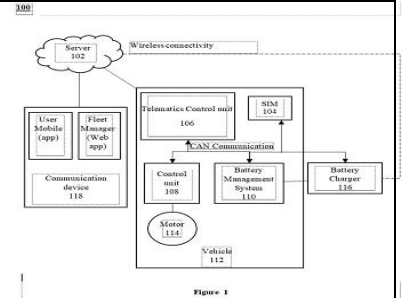 100
Server
102
Wireless connectivity
Telematics Control unit
106
SIM
104
User
Mobile
(app)
Fleet
Manager
(Web
app)
CAN Communication
Communication
device
118
Control
unit
108
Battery
Management
System
110
Battery
Charger
116
Motor
114
Vehicle
112
Figure 1